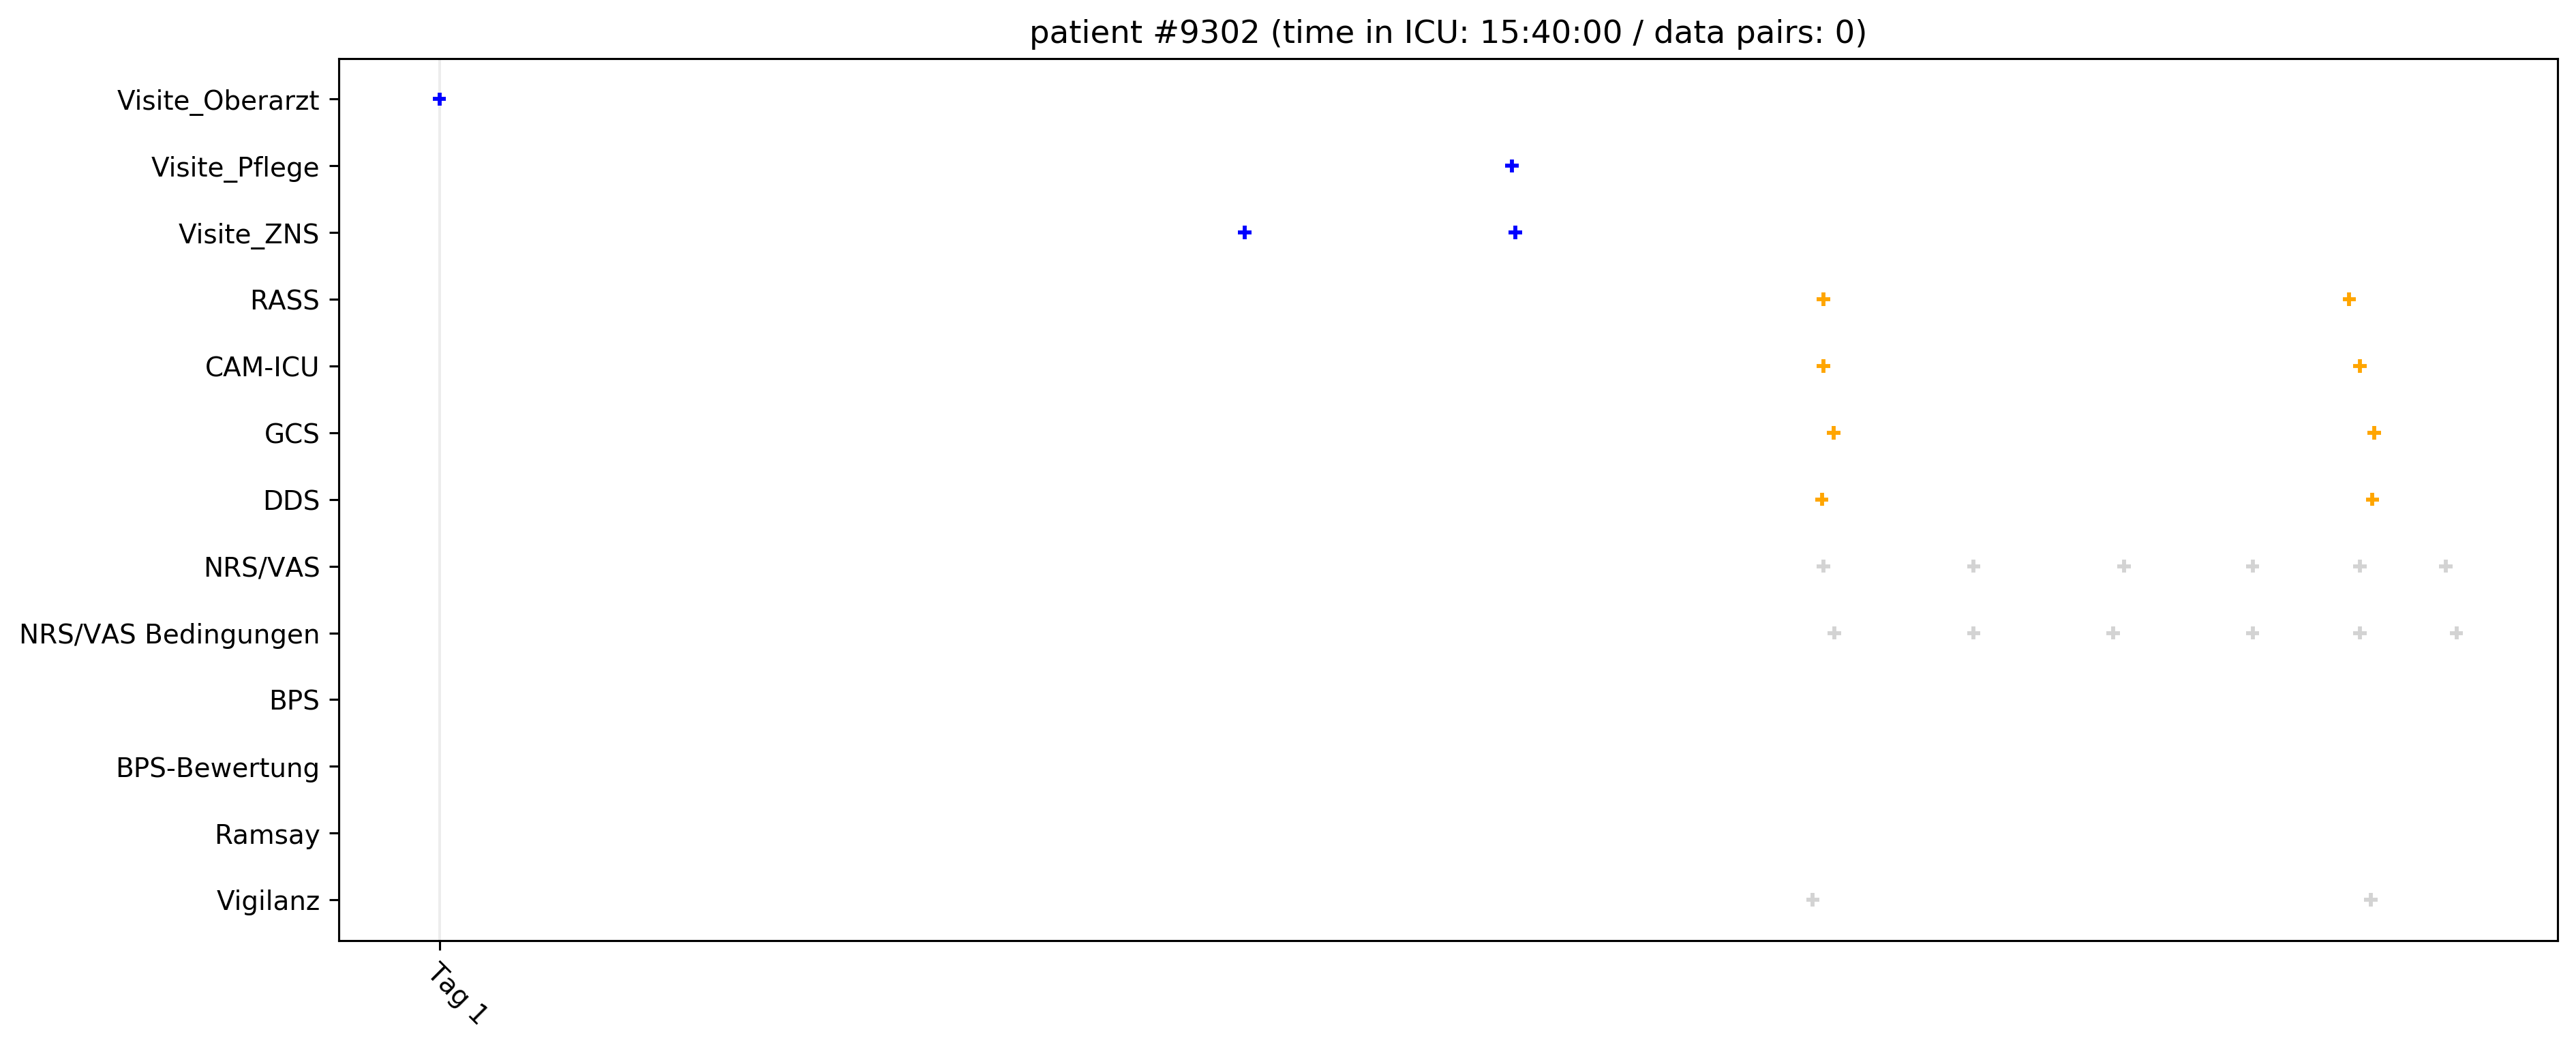 patient #9302 (time in ICU: 15:40:00 / data pairs: 0)
Visite_Oberarzt
Visite_Pflege
Visite_ZNS
RASS
CAM-ICU
GCS
DDS
NRS/VAS
NRS/VAS Bedingungen
BPS
BPS-Bewertung
Ramsay
Vigilanz
Tag 1